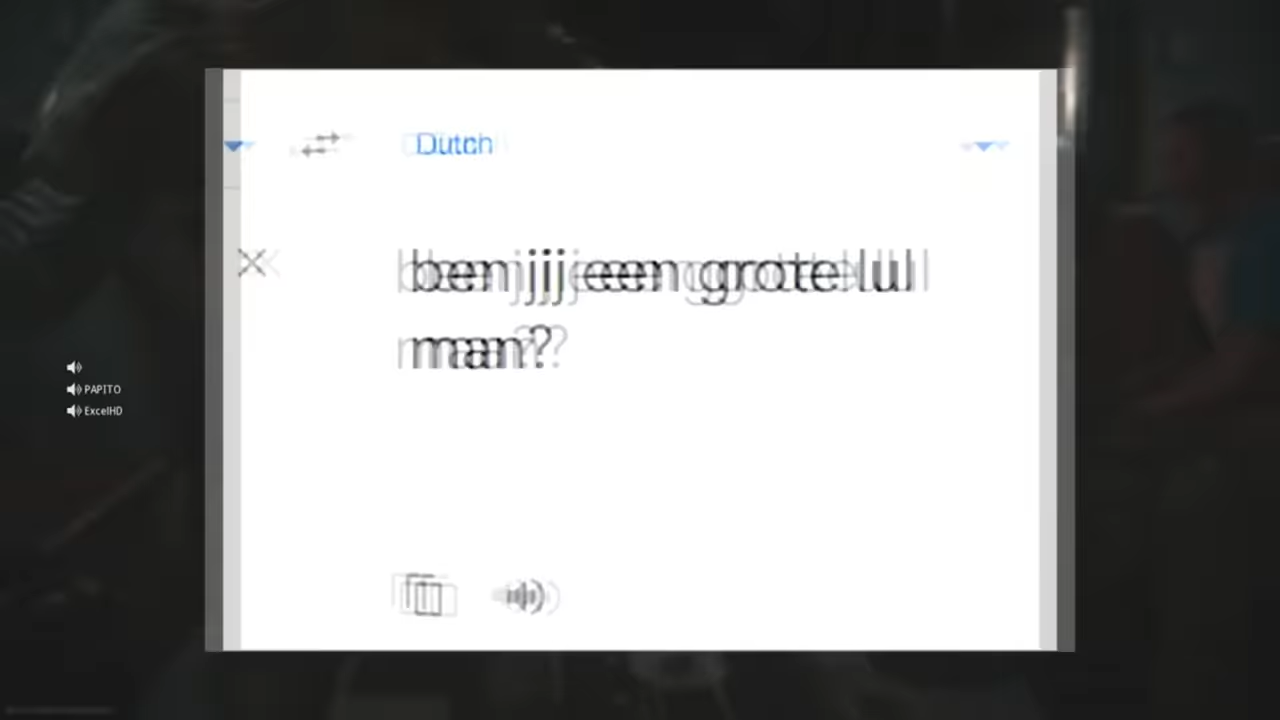 Dutch
ben jij een grote lul
man?
PAPITO
ExcelHD